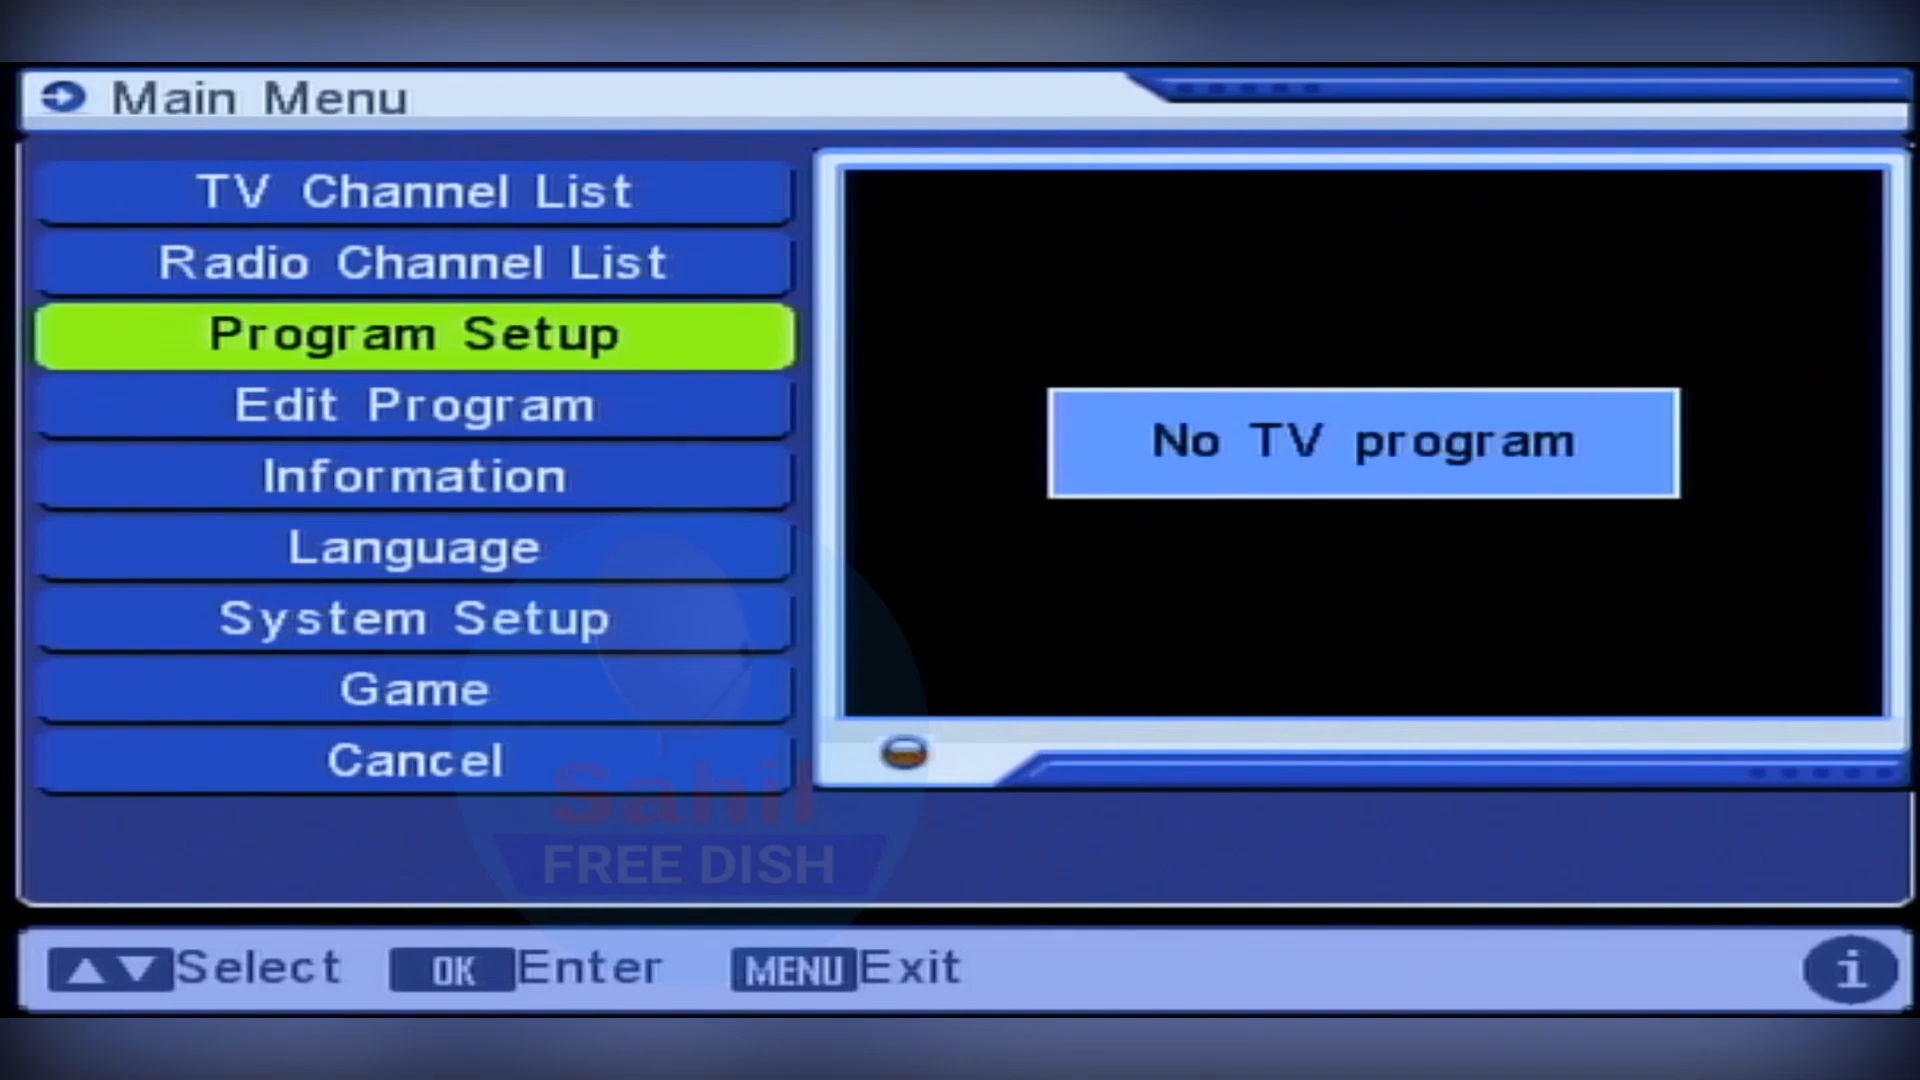 Main Menu
TV Channel List
Radio Channel List
Program Setup
Edit Program
Information
Language
System Setup
Game
Cancel
No TV program
Sahil
FREE DISH
▲▼Select OK Enter MENU Exit i